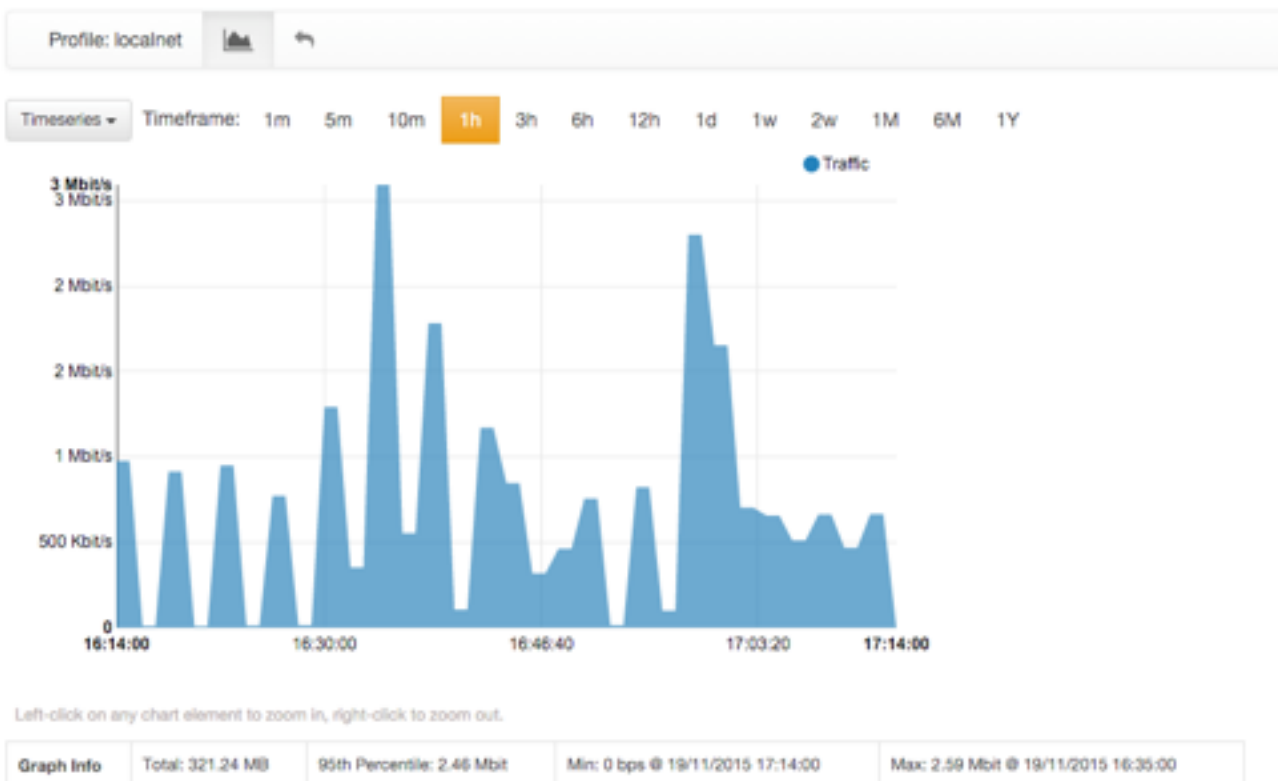 Profile: localnet
Timeseries Timeframe: 1m 5m 10m 1h 3h 6h 12h 1d 1w 2w 1M 6M 1Y
Traffic
3 Mbit/s
3 Mbit/s
2 Mbit/s
2 Mbit/s
1 Mbit/s
500 Kbit/s
0
16:14:00 16:30:00 16:46:40 17:03:20 17:14:00
Left-click on any chart element to zoom in, right-click to zoom out.
Graph Info Total: 321.24 MB 95th Percentile: 2.46 Mbit Min: 0 bps @ 19/11/2015 17:14:00 Max: 2.59 Mbit @ 19/11/2015 16:35:00